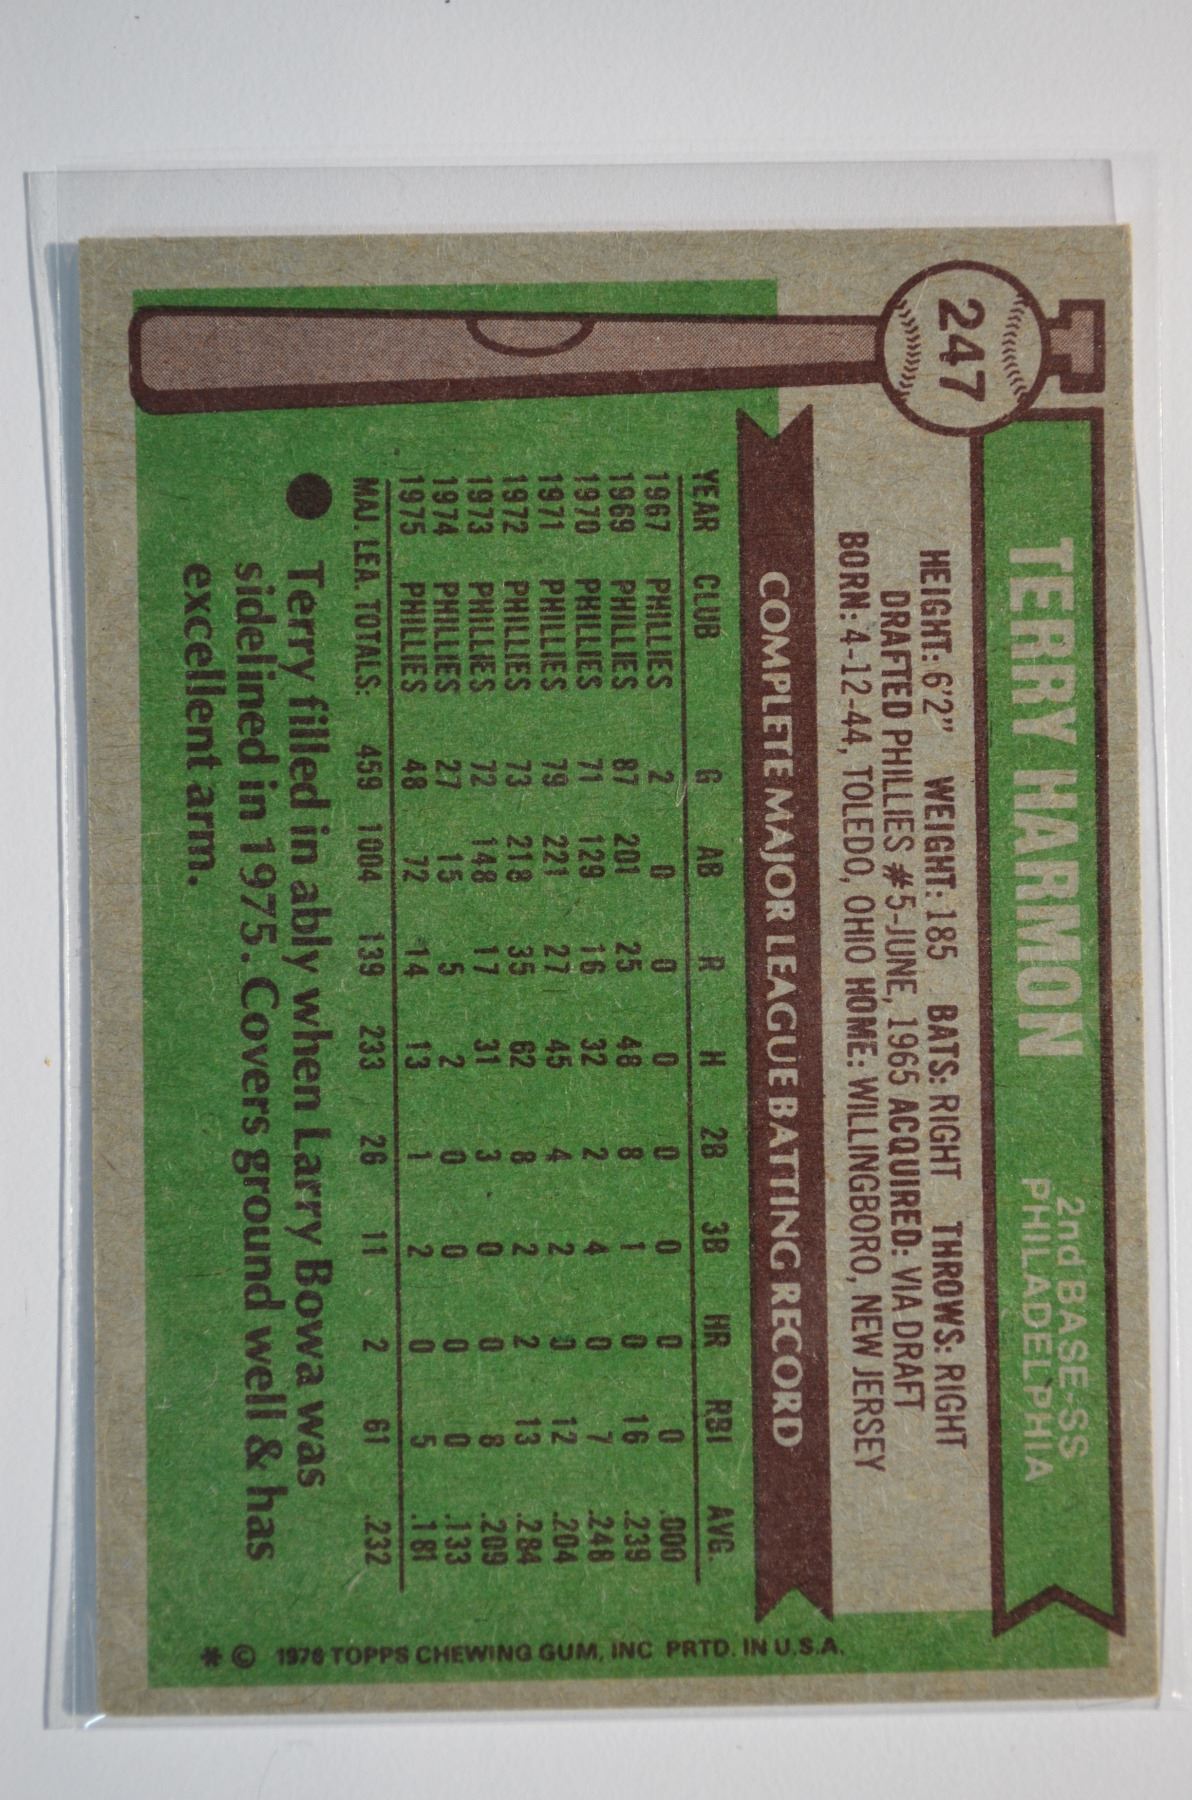 247
TERRY HARMON
2nd BASE-SS
PHILADELPHIA
HEIGHT: 6'2" WEIGHT: 185 BATS: RIGHT THROWS: RIGHT
DRAFTED PHILLIES #5-JUNE, 1965 ACQUIRED: VIA DRAFT
BORN: 4-12-44, TOLEDO, OHIO HOME: WILLINGBORO, NEW JERSEY
COMPLETE MAJOR LEAGUE BATTING RECORD
YEAR CLUB G AB R H 2B 3B HR RBI AVG.
1967 PHILLIES 2 0 0 0 0 0 0 0 .000
1969 PHILLIES 87 201 25 48 8 1 0 16 .239
1970 PHILLIES 71 129 16 32 2 4 0 7 .248
1971 PHILLIES 79 221 27 45 4 2 0 12 .204
1972 PHILLIES 73 218 35 62 8 2 2 13 .284
1973 PHILLIES 72 148 17 31 3 0 0 8 .209
1974 PHILLIES 27 15 5 2 0 0 0 0 .133
1975 PHILLIES 48 72 14 13 1 2 0 5 .181
MAJ. LEA. TOTALS: 459 1004 139 233 26 11 2 61 .232
● Terry filled in ably when Larry Bowa was
sidelined in 1975. Covers ground well & has
excellent arm.
* © 1976 TOPPS CHEWING GUM, INC PRTD. IN U.S.A.